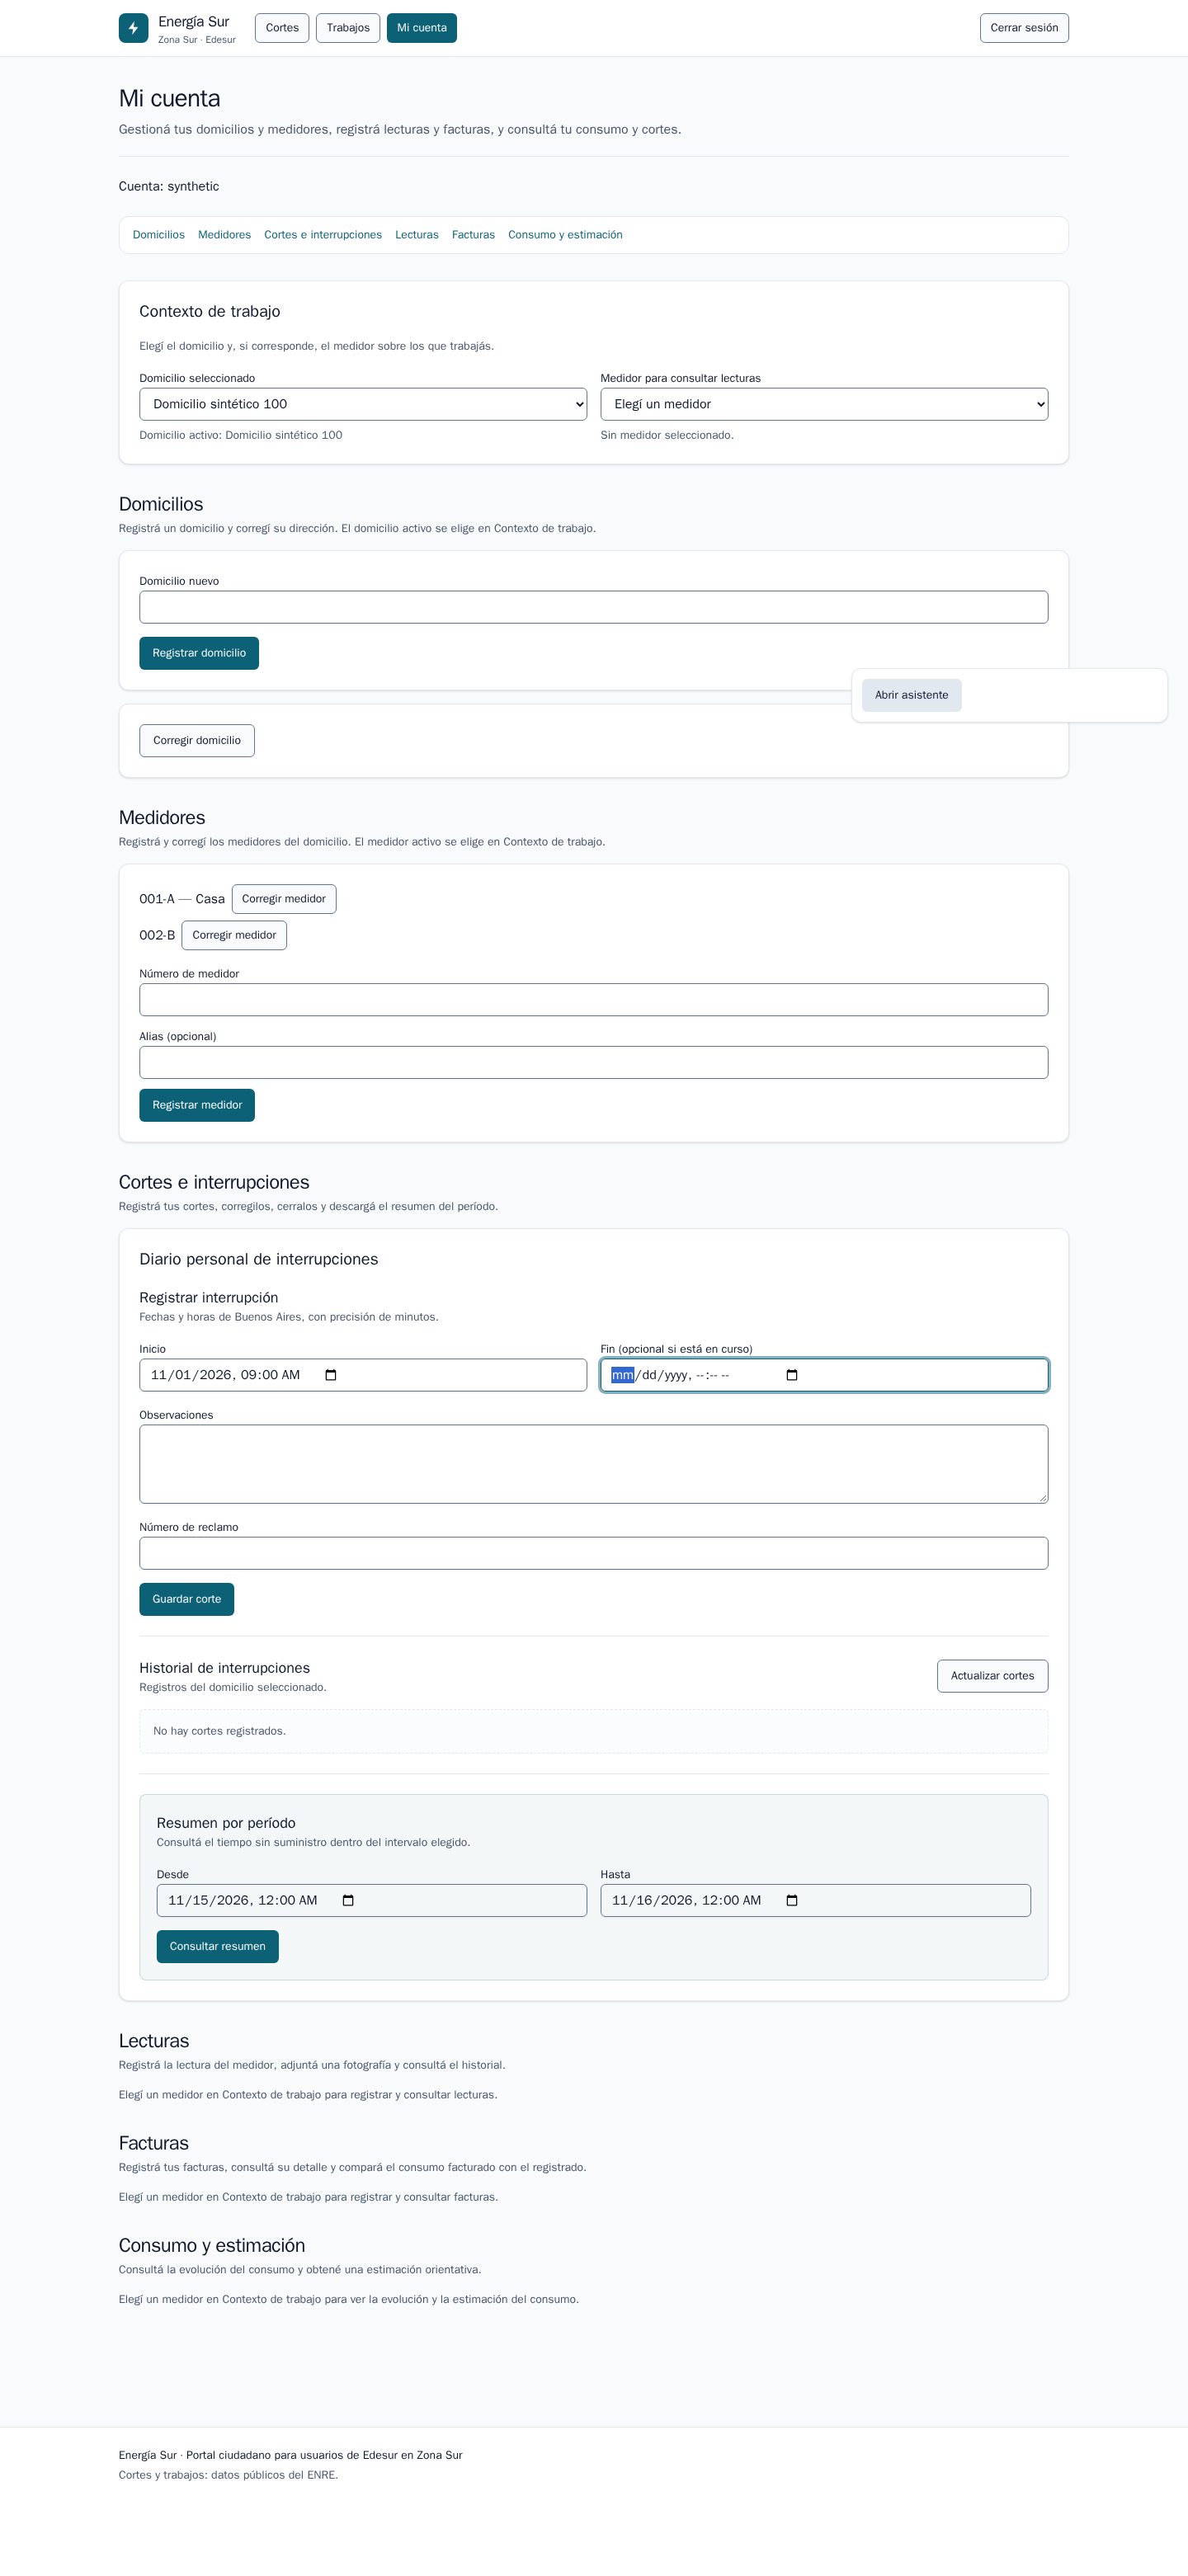 Energía Sur
Zona Sur · Edesur
Cortes
Trabajos
Mi cuenta
Cerrar sesión
Mi cuenta
Gestioná tus domicilios y medidores, registrá lecturas y facturas, y consultá tu consumo y cortes.
Cuenta: synthetic
Domicilios Medidores Cortes e interrupciones Lecturas Facturas Consumo y estimación
Contexto de trabajo
Elegí el domicilio y, si corresponde, el medidor sobre los que trabajás.
Domicilio seleccionado
Domicilio sintético 100
Domicilio activo: Domicilio sintético 100
Medidor para consultar lecturas
Elegí un medidor
Sin medidor seleccionado.
Domicilios
Registrá un domicilio y corregí su dirección. El domicilio activo se elige en Contexto de trabajo.
Domicilio nuevo
Registrar domicilio
Abrir asistente
Corregir domicilio
Medidores
Registrá y corregí los medidores del domicilio. El medidor activo se elige en Contexto de trabajo.
001-A — Casa Corregir medidor
002-B Corregir medidor
Número de medidor
Alias (opcional)
Registrar medidor
Cortes e interrupciones
Registrá tus cortes, corregilos, cerralos y descargá el resumen del período.
Diario personal de interrupciones
Registrar interrupción
Fechas y horas de Buenos Aires, con precisión de minutos.
Inicio
11/01/2026, 09:00 AM
Fin (opcional si está en curso)
mm/dd/yyyy, --:-- --
Observaciones
Número de reclamo
Guardar corte
Historial de interrupciones
Registros del domicilio seleccionado.
Actualizar cortes
No hay cortes registrados.
Resumen por período
Consultá el tiempo sin suministro dentro del intervalo elegido.
Desde
11/15/2026, 12:00 AM
Hasta
11/16/2026, 12:00 AM
Consultar resumen
Lecturas
Registrá la lectura del medidor, adjuntá una fotografía y consultá el historial.
Elegí un medidor en Contexto de trabajo para registrar y consultar lecturas.
Facturas
Registrá tus facturas, consultá su detalle y compará el consumo facturado con el registrado.
Elegí un medidor en Contexto de trabajo para registrar y consultar facturas.
Consumo y estimación
Consultá la evolución del consumo y obtené una estimación orientativa.
Elegí un medidor en Contexto de trabajo para ver la evolución y la estimación del consumo.
Energía Sur · Portal ciudadano para usuarios de Edesur en Zona Sur
Cortes y trabajos: datos públicos del ENRE.